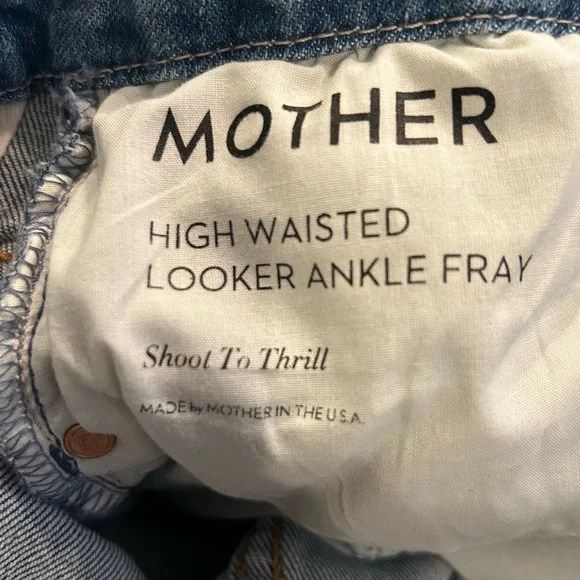 MOTHER
HIGH WAISTED
LOOKER ANKLE FRAY
Shoot To Thrill
MADE by MOTHER IN THE U.S.A.